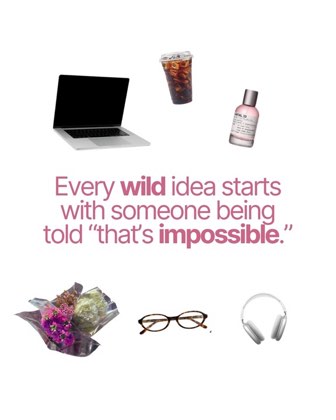 Every wild idea starts
with someone being
told “that’s impossible.”